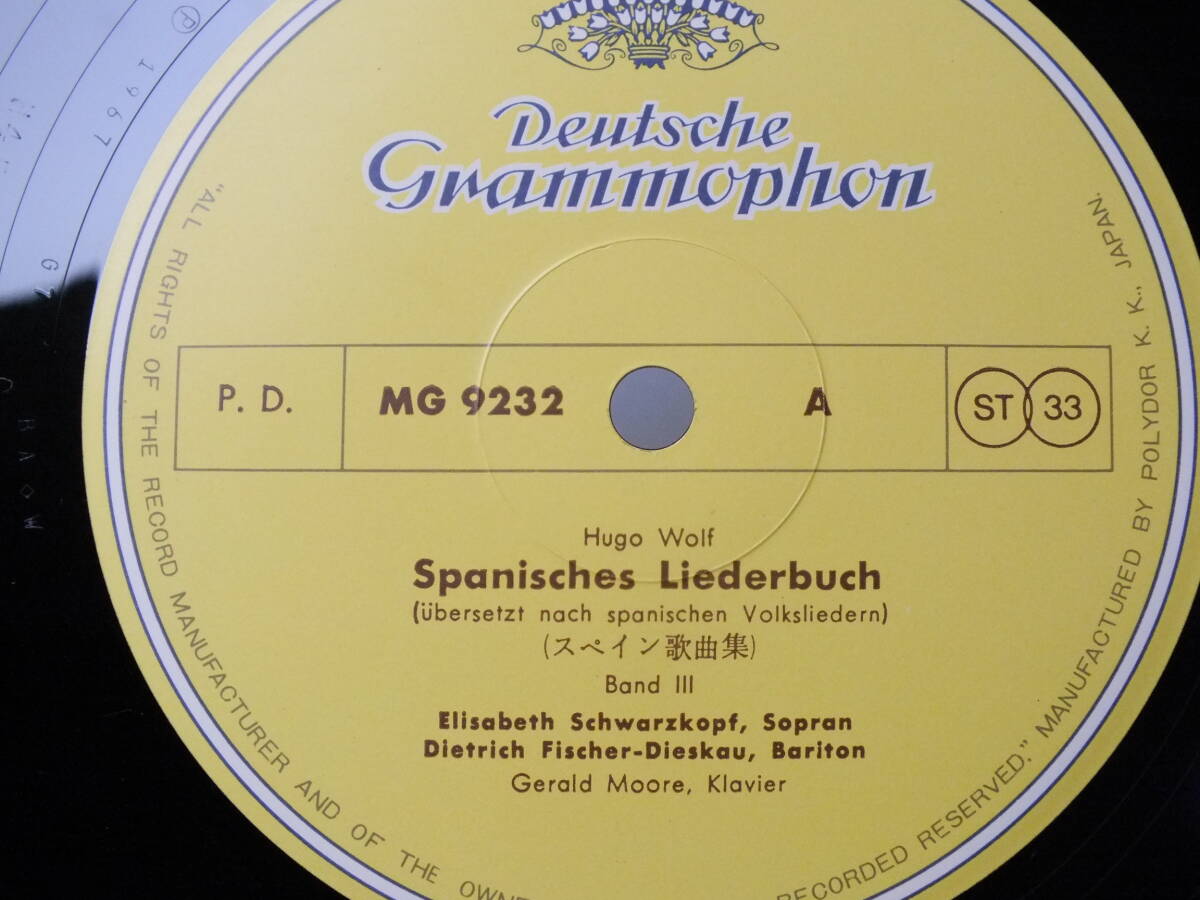 Deutsche
Grammophon
P. D.
MG 9232
A
ST 33
Hugo Wolf
Spanisches Liederbuch
(übersetzt nach spanischen Volksliedern)
(スペイン歌曲集)
Band III
Elisabeth Schwarzkopf, Sopran
Dietrich Fischer-Dieskau, Bariton
Gerald Moore, Klavier
"ALL RIGHTS OF THE RECORD MANUFACTURER AND OF THE OWNE
RECORDED RESERVED." MANUFACTURED BY POLYDOR K. K., JAPAN.
℗ 1967